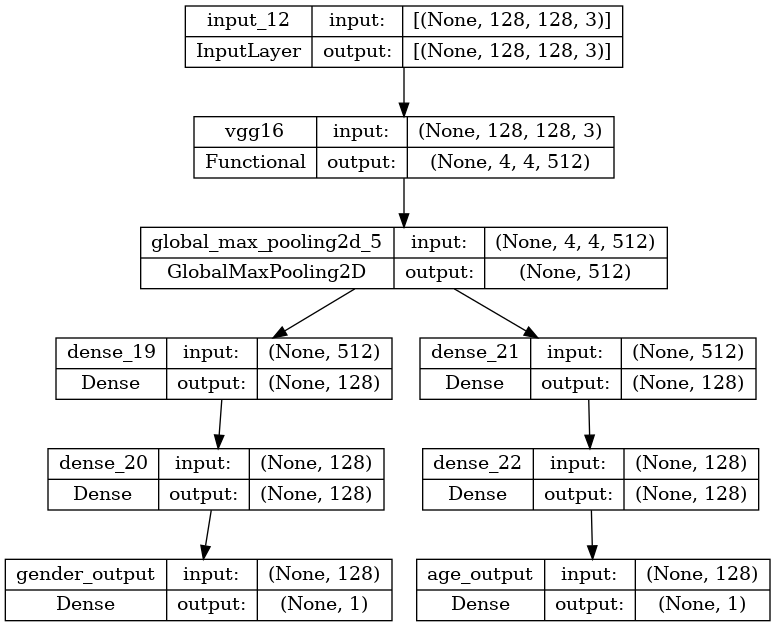 input_12 input: [(None, 128, 128, 3)]
InputLayer output: [(None, 128, 128, 3)]
vgg16 input: (None, 128, 128, 3)
Functional output: (None, 4, 4, 512)
global_max_pooling2d_5 input: (None, 4, 4, 512)
GlobalMaxPooling2D output: (None, 512)
dense_19 input: (None, 512)
Dense output: (None, 128)
dense_21 input: (None, 512)
Dense output: (None, 128)
dense_20 input: (None, 128)
Dense output: (None, 128)
dense_22 input: (None, 128)
Dense output: (None, 128)
gender_output input: (None, 128)
Dense output: (None, 1)
age_output input: (None, 128)
Dense output: (None, 1)